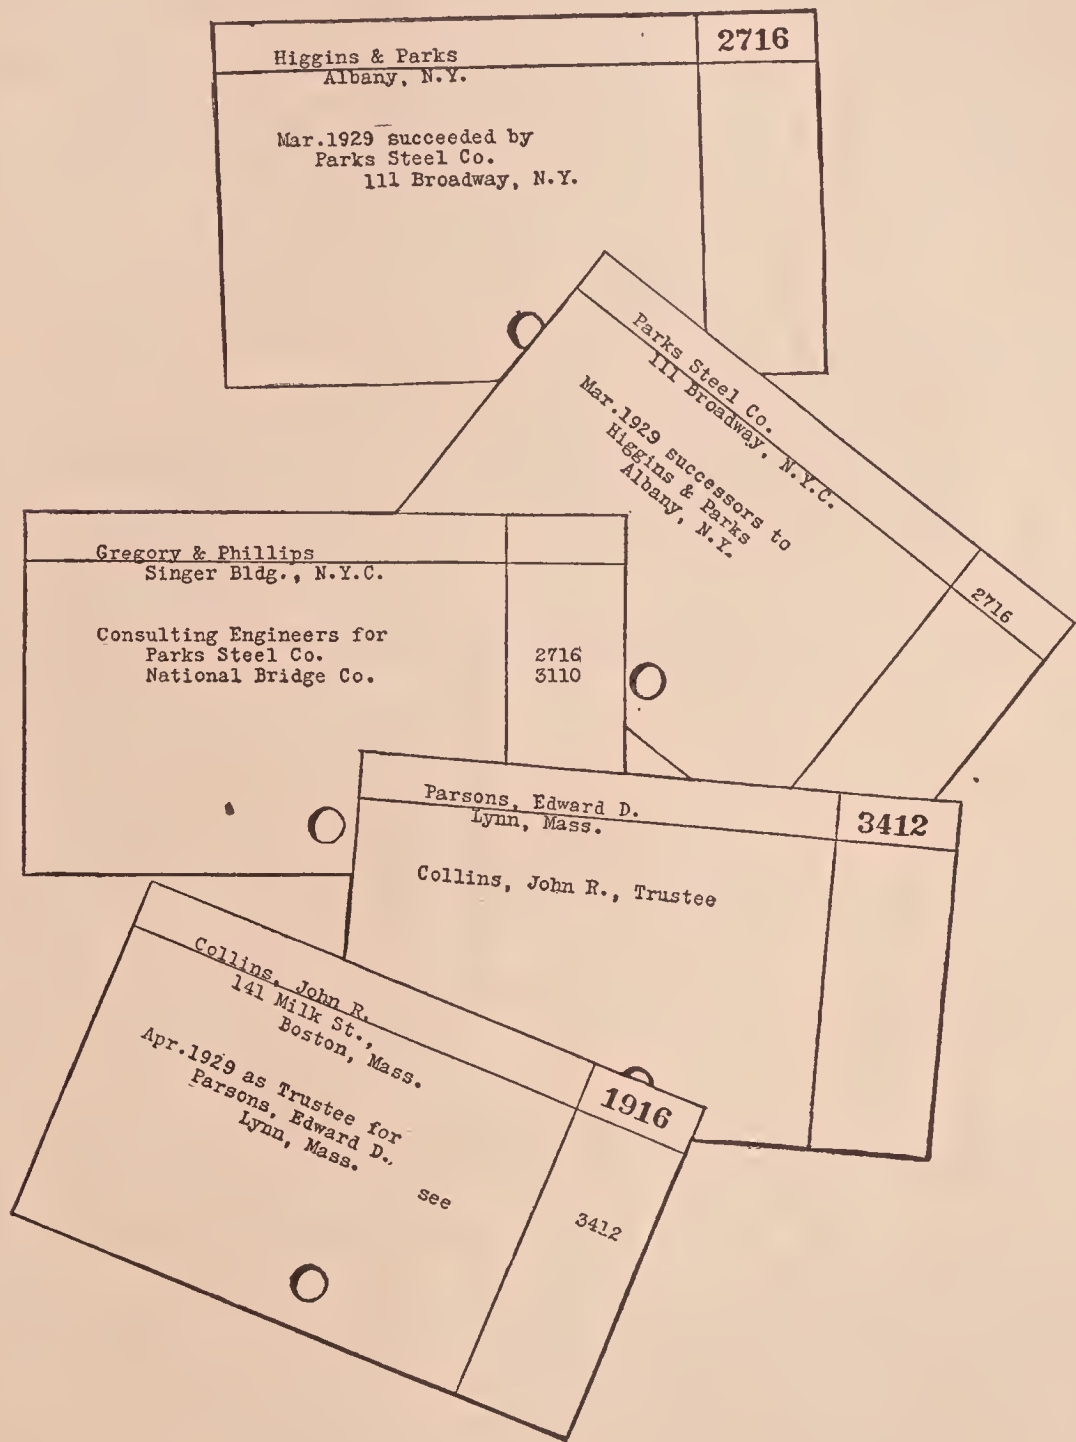 Higgins & Parks 2716
Albany, N.Y.
Mar.1929 succeeded by
Parks Steel Co.
111 Broadway, N.Y.
Parks Steel Co. 2716
111 Broadway, N.Y.C.
Mar.1929 successors to
Higgins & Parks
Albany, N.Y.
Gregory & Phillips
Singer Bldg., N.Y.C.
Consulting Engineers for
Parks Steel Co. 2716
National Bridge Co. 3110
Parsons, Edward D. 3412
Lynn, Mass.
Collins, John R., Trustee
Collins, John R. 1916
141 Milk St.,
Boston, Mass.
Apr.1929 as Trustee for
Parsons, Edward D.,
Lynn, Mass.
see 3412